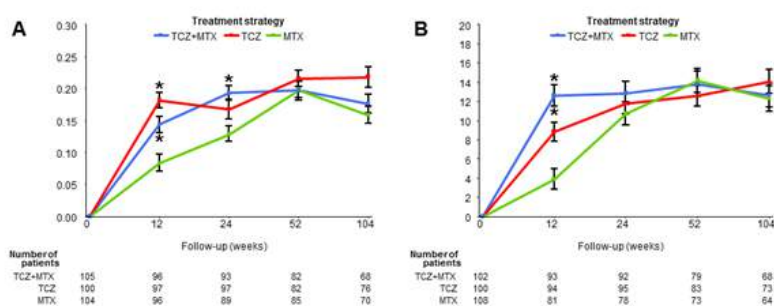 A
Treatment strategy
TCZ+MTX TCZ MTX
0.30
0.25
0.20
0.15
0.10
0.05
0.00
* * *
0 12 24 52 104
Follow-up (weeks)
Number of
patients
TCZ+MTX 105 96 93 82 68
TCZ 100 97 97 82 76
MTX 104 96 89 85 70
B
Treatment strategy
TCZ+MTX TCZ MTX
20
18
16
14
12
10
8
6
4
2
0
* *
0 12 24 52 104
Follow-up (weeks)
Number of
patients
TCZ+MTX 102 93 92 79 68
TCZ 100 94 95 83 73
MTX 108 81 78 73 64